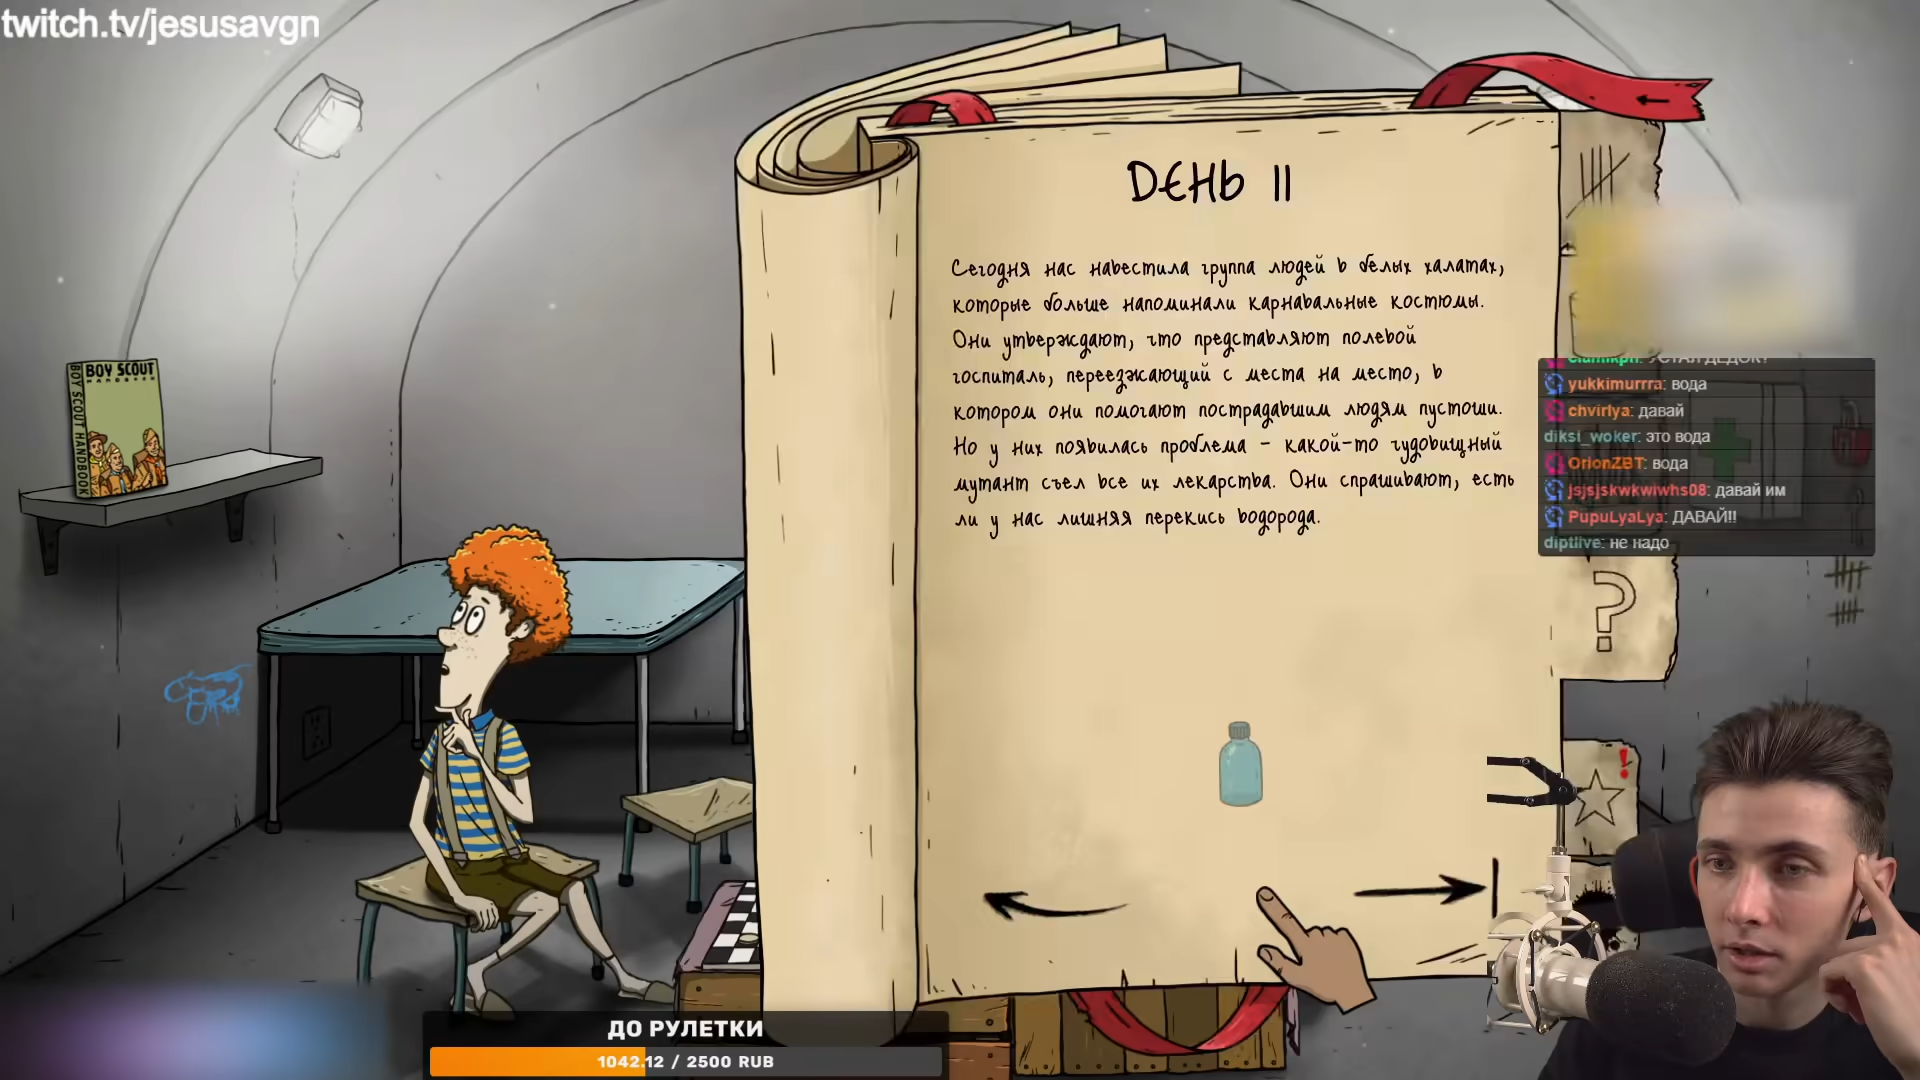 twitch.tv/jesusavgn
BOY SCOUT
HANDBOOK
BOY SCOUT HANDBOOK
ДЕНЬ 11
Сегодня нас навестила группа людей в белых халатах,
которые больше напоминали карнавальные костюмы.
Они утверждают, что представляют полевой
госпиталь, переезжающий с места на место, в
котором они помогают пострадавшим людям пустоши.
Но у них появилась проблема - какой-то чудовищный
мутант съел все их лекарства. Они спрашивают, есть
ли у нас лишняя перекись водорода.
yukkimurrra: вода
chvirlya: давай
diksi_woker: это вода
OrionZBT: вода
jsjsjskwkwiwhs08: давай им
PupuLyaLya: ДАВАЙ!!
diptlive: не надо
?
!
ДО РУЛЕТКИ
1042.12 / 2500 RUB